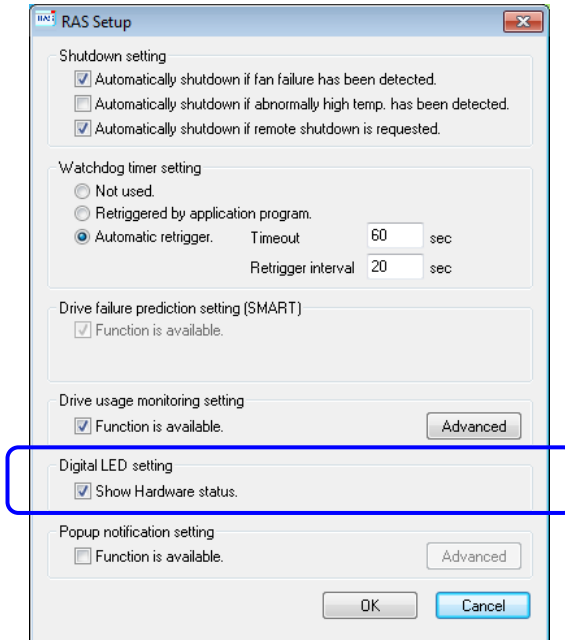 RAS Setup
Shutdown setting
Automatically shutdown if fan failure has been detected.
Automatically shutdown if abnormally high temp. has been detected.
Automatically shutdown if remote shutdown is requested.
Watchdog timer setting
Not used.
Retriggered by application program.
Automatic retrigger. Timeout 60 sec
Retrigger interval 20 sec
Drive failure prediction setting (SMART)
Function is available.
Drive usage monitoring setting
Function is available. Advanced
Digital LED setting
Show Hardware status.
Popup notification setting
Function is available. Advanced
OK Cancel